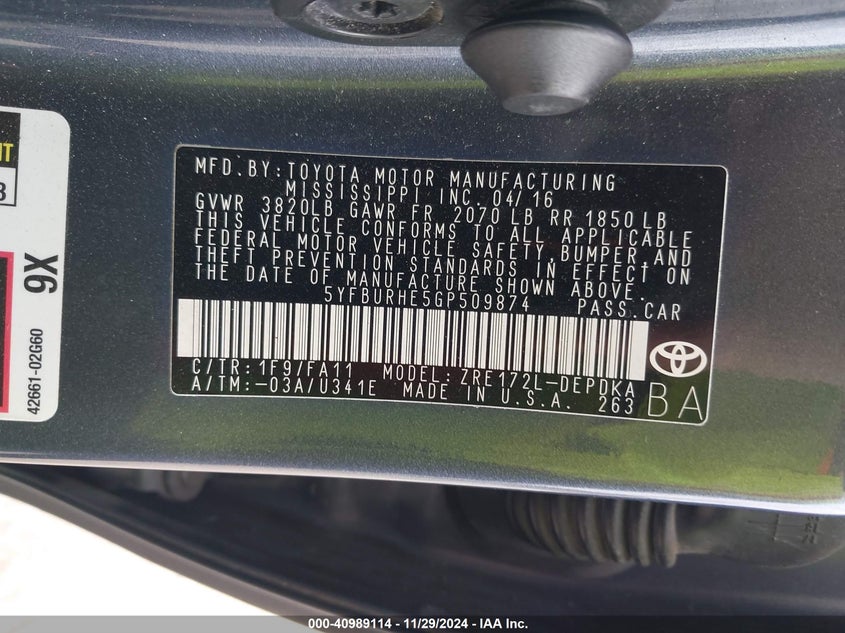 MFD.BY:TOYOTA MOTOR MANUFACTURING
MISSISSIPPI INC. 04/16
GVWR 3820LB GAWR FR 2070 LB RR 1850 LB
THIS VEHICLE CONFORMS TO ALL APPLICABLE
FEDERAL MOTOR VEHICLE SAFETY,BUMPER,AND
THEFT PREVENTION STANDARDS IN EFFECT ON
THE DATE OF MANUFACTURE SHOWN ABOVE.
5YFBURHE5GP509874 PASS.CAR
C/TR:1F9/FA11 MODEL:ZRE172L-DEPDKA
A/TM:-03A/U341E MADE IN U.S.A. 263
BA
9X
42661-02G60
000-40989114 - 11/29/2024 - IAA Inc.